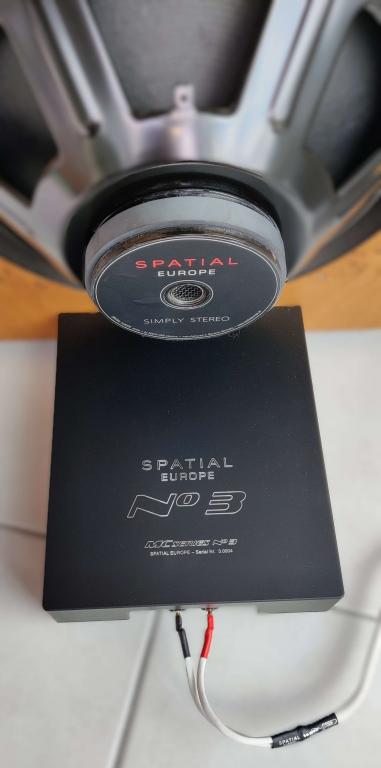 SPATIAL
EUROPE
SIMPLY STEREO
SPATIAL
EUROPE
Nº 3
MC SERIES Nº 3
SPATIAL EUROPE – Serial Nr. 3.0004
SPATIAL